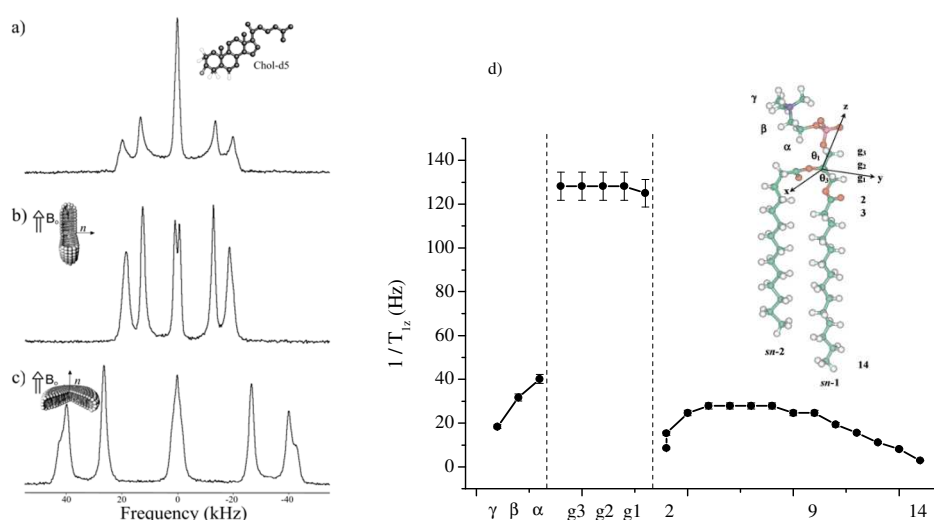 a)
Chol-d5
b)
B₀
n
c)
B₀
n
40 20 0 -20 -40
Frequency (kHz)
d)
1 / T₁z (Hz)
140
120
100
80
60
40
20
0
γ β α g3 g2 g1 2 9 14
γ
β
α
z
θ₁
g₃
g₂
g₁
y
θ₃
x
2
3
sn-2
sn-1
14